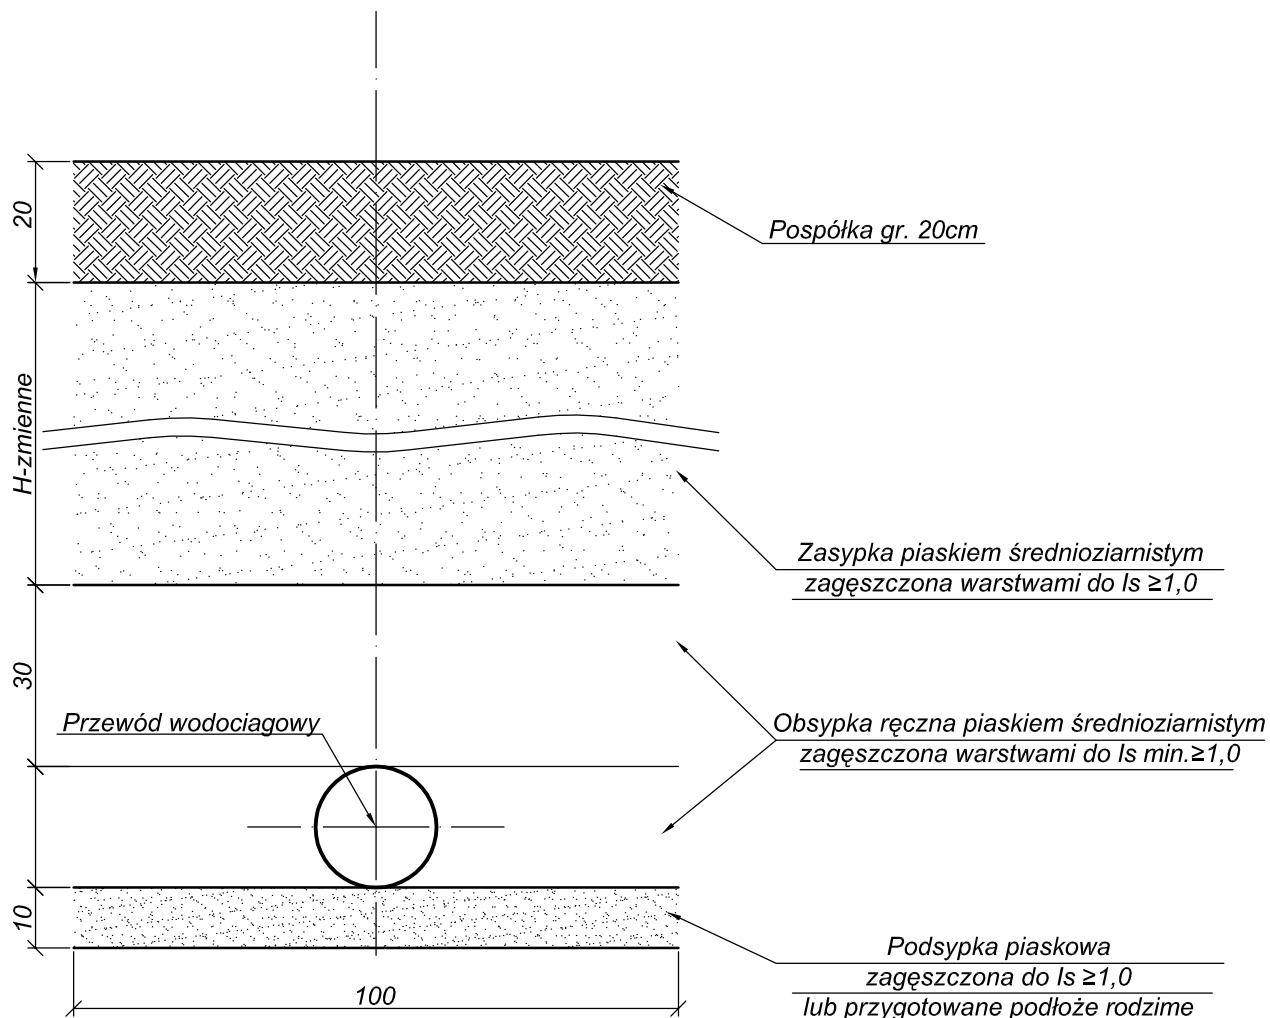 20
Pospółka gr. 20cm
H-zmienne
Zasypka piaskiem średnioziarnistym
zagęszczona warstwami do Is ≥1,0
30
Przewód wodociągowy
Obsypka ręczna piaskiem średnioziarnistym
zagęszczona warstwami do Is min.≥1,0
10
Podsypka piaskowa
zagęszczona do Is ≥1,0
lub przygotowane podłoże rodzime
100